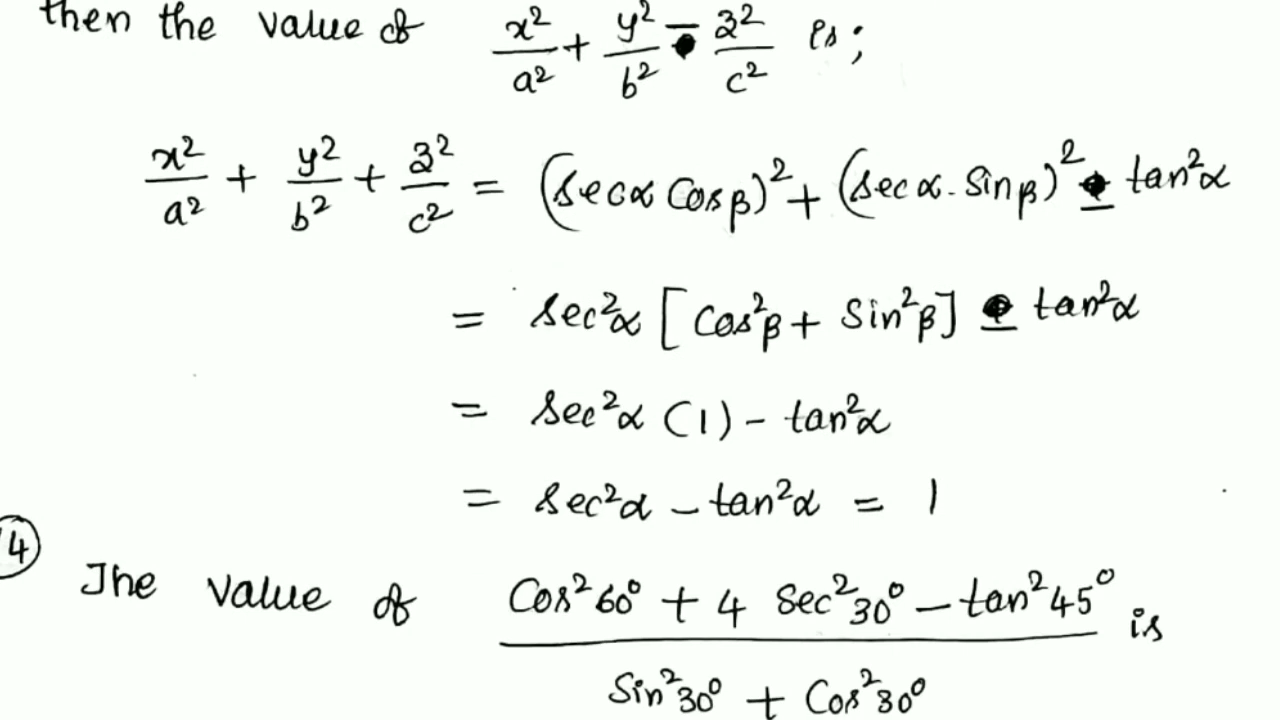 then the value of x²/a² + y²/b² - z²/c² is;
x²/a² + y²/b² + z²/c² = (secα Cosβ)² + (secα. Sinβ)² - tan²α
= sec²α [Cos²β + Sin²β] - tan²α
= sec²α (1) - tan²α
= sec²α - tan²α = 1
4 The value of (Cos²60° + 4 Sec²30° - tan²45°)/(Sin²30° + Cos²30°) is